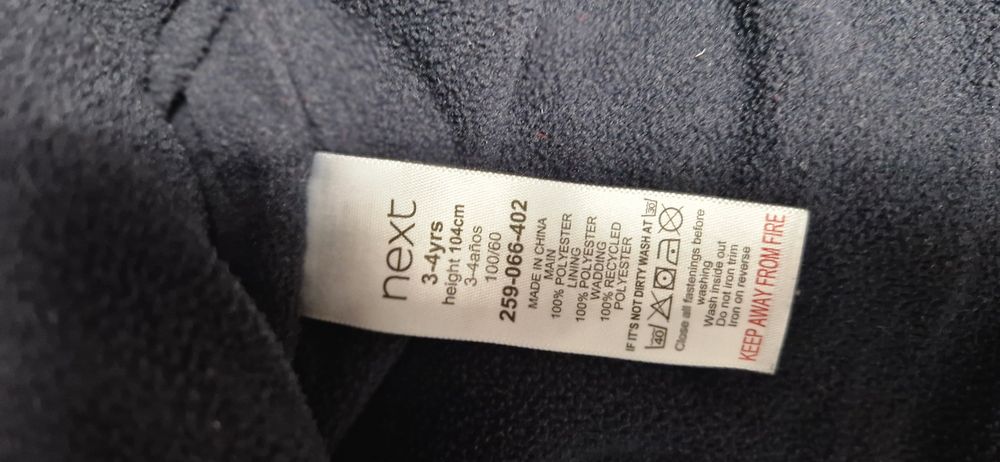 next
3-4yrs
height 104cm
3-4años
100/60
259-066-402
MADE IN CHINA
MAIN
100% POLYESTER
LINING
100% POLYESTER
WADDING
100% RECYCLED
POLYESTER
IF IT'S NOT DIRTY WASH AT 30
40
Close all fastenings before
washing
Wash inside out
Do not iron trim
Iron on reverse
KEEP AWAY FROM FIRE